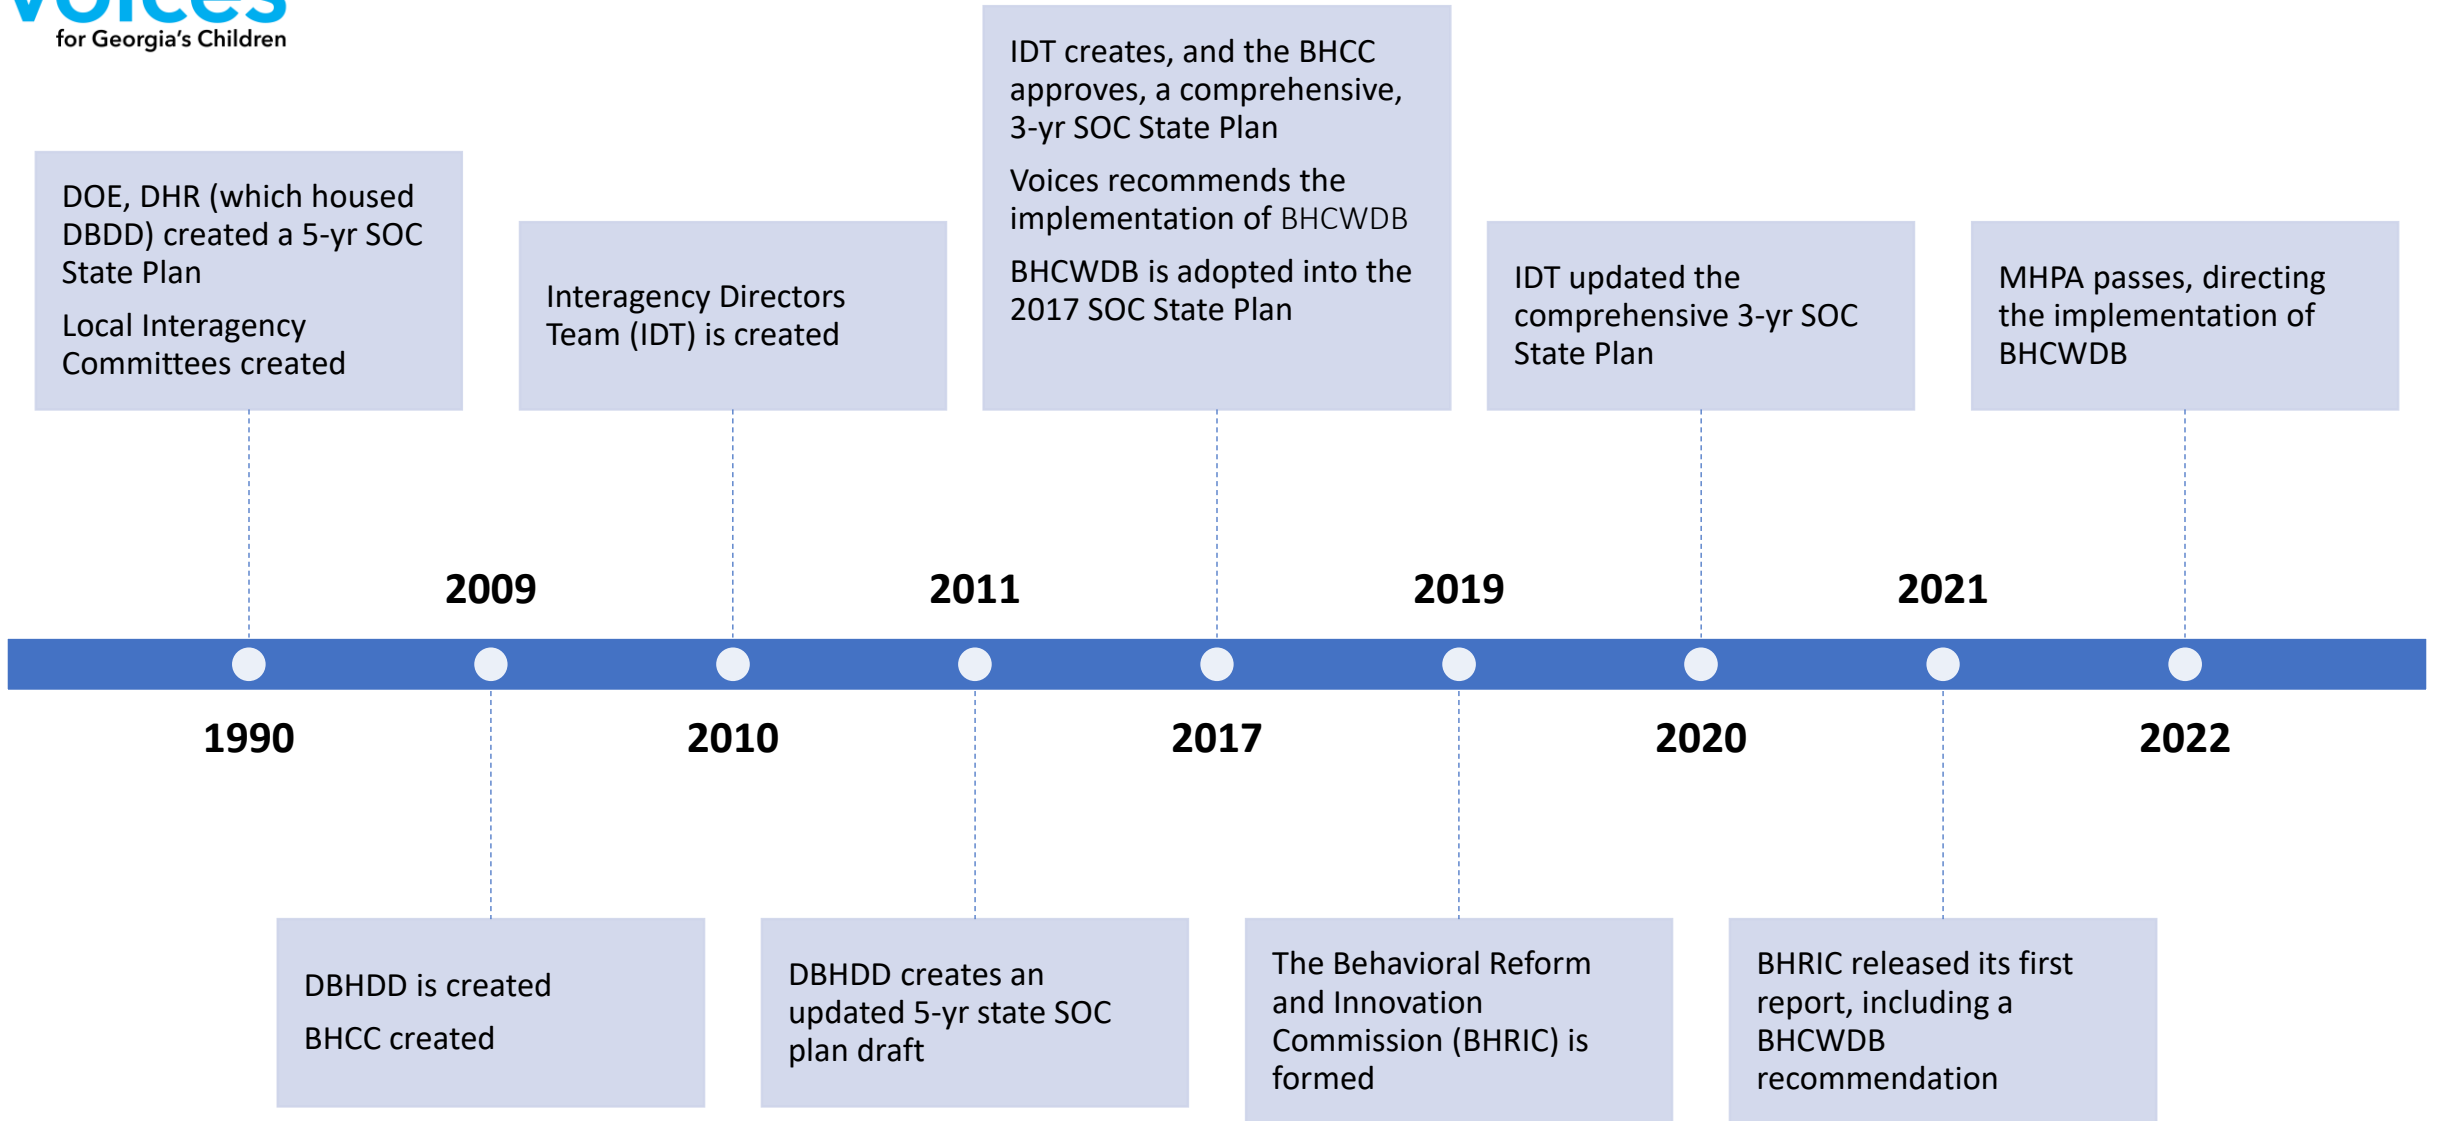 voices
for Georgia's Children
DOE, DHR (which housed
DBDD) created a 5-yr SOC
State Plan
Local Interagency
Committees created
Interagency Directors
Team (IDT) is created
IDT creates, and the BHCC
approves, a comprehensive,
3-yr SOC State Plan
Voices recommends the
implementation of BHCWDB
BHCWDB is adopted into the
2017 SOC State Plan
IDT updated the
comprehensive 3-yr SOC
State Plan
MHPA passes, directing
the implementation of
BHCWDB
2009
2011
2019
2021
1990
2010
2017
2020
2022
DBHDD is created
BHCC created
DBHDD creates an
updated 5-yr state SOC
plan draft
The Behavioral Reform
and Innovation
Commission (BHRIC) is
formed
BHRIC released its first
report, including a
BHCWDB
recommendation